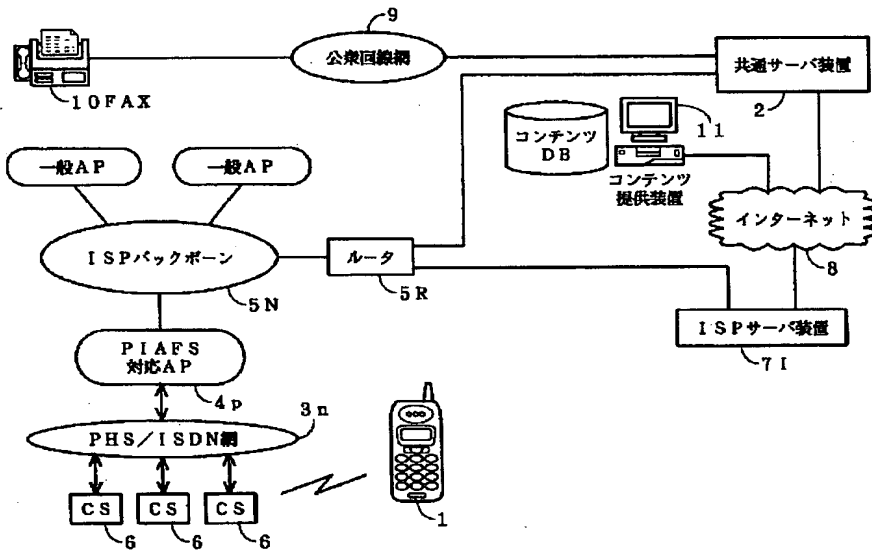 9
公衆回線網
共通サーバ装置
2
10FAX
11
コンテンツ
DB
コンテンツ
提供装置
一般AP
一般AP
インターネット
8
ISPバックボーン
5N
ルータ
5R
ISPサーバ装置
7I
PIAFS
対応AP
4p
3n
PHS/ISDN網
CS
CS
CS
6
6
6
1